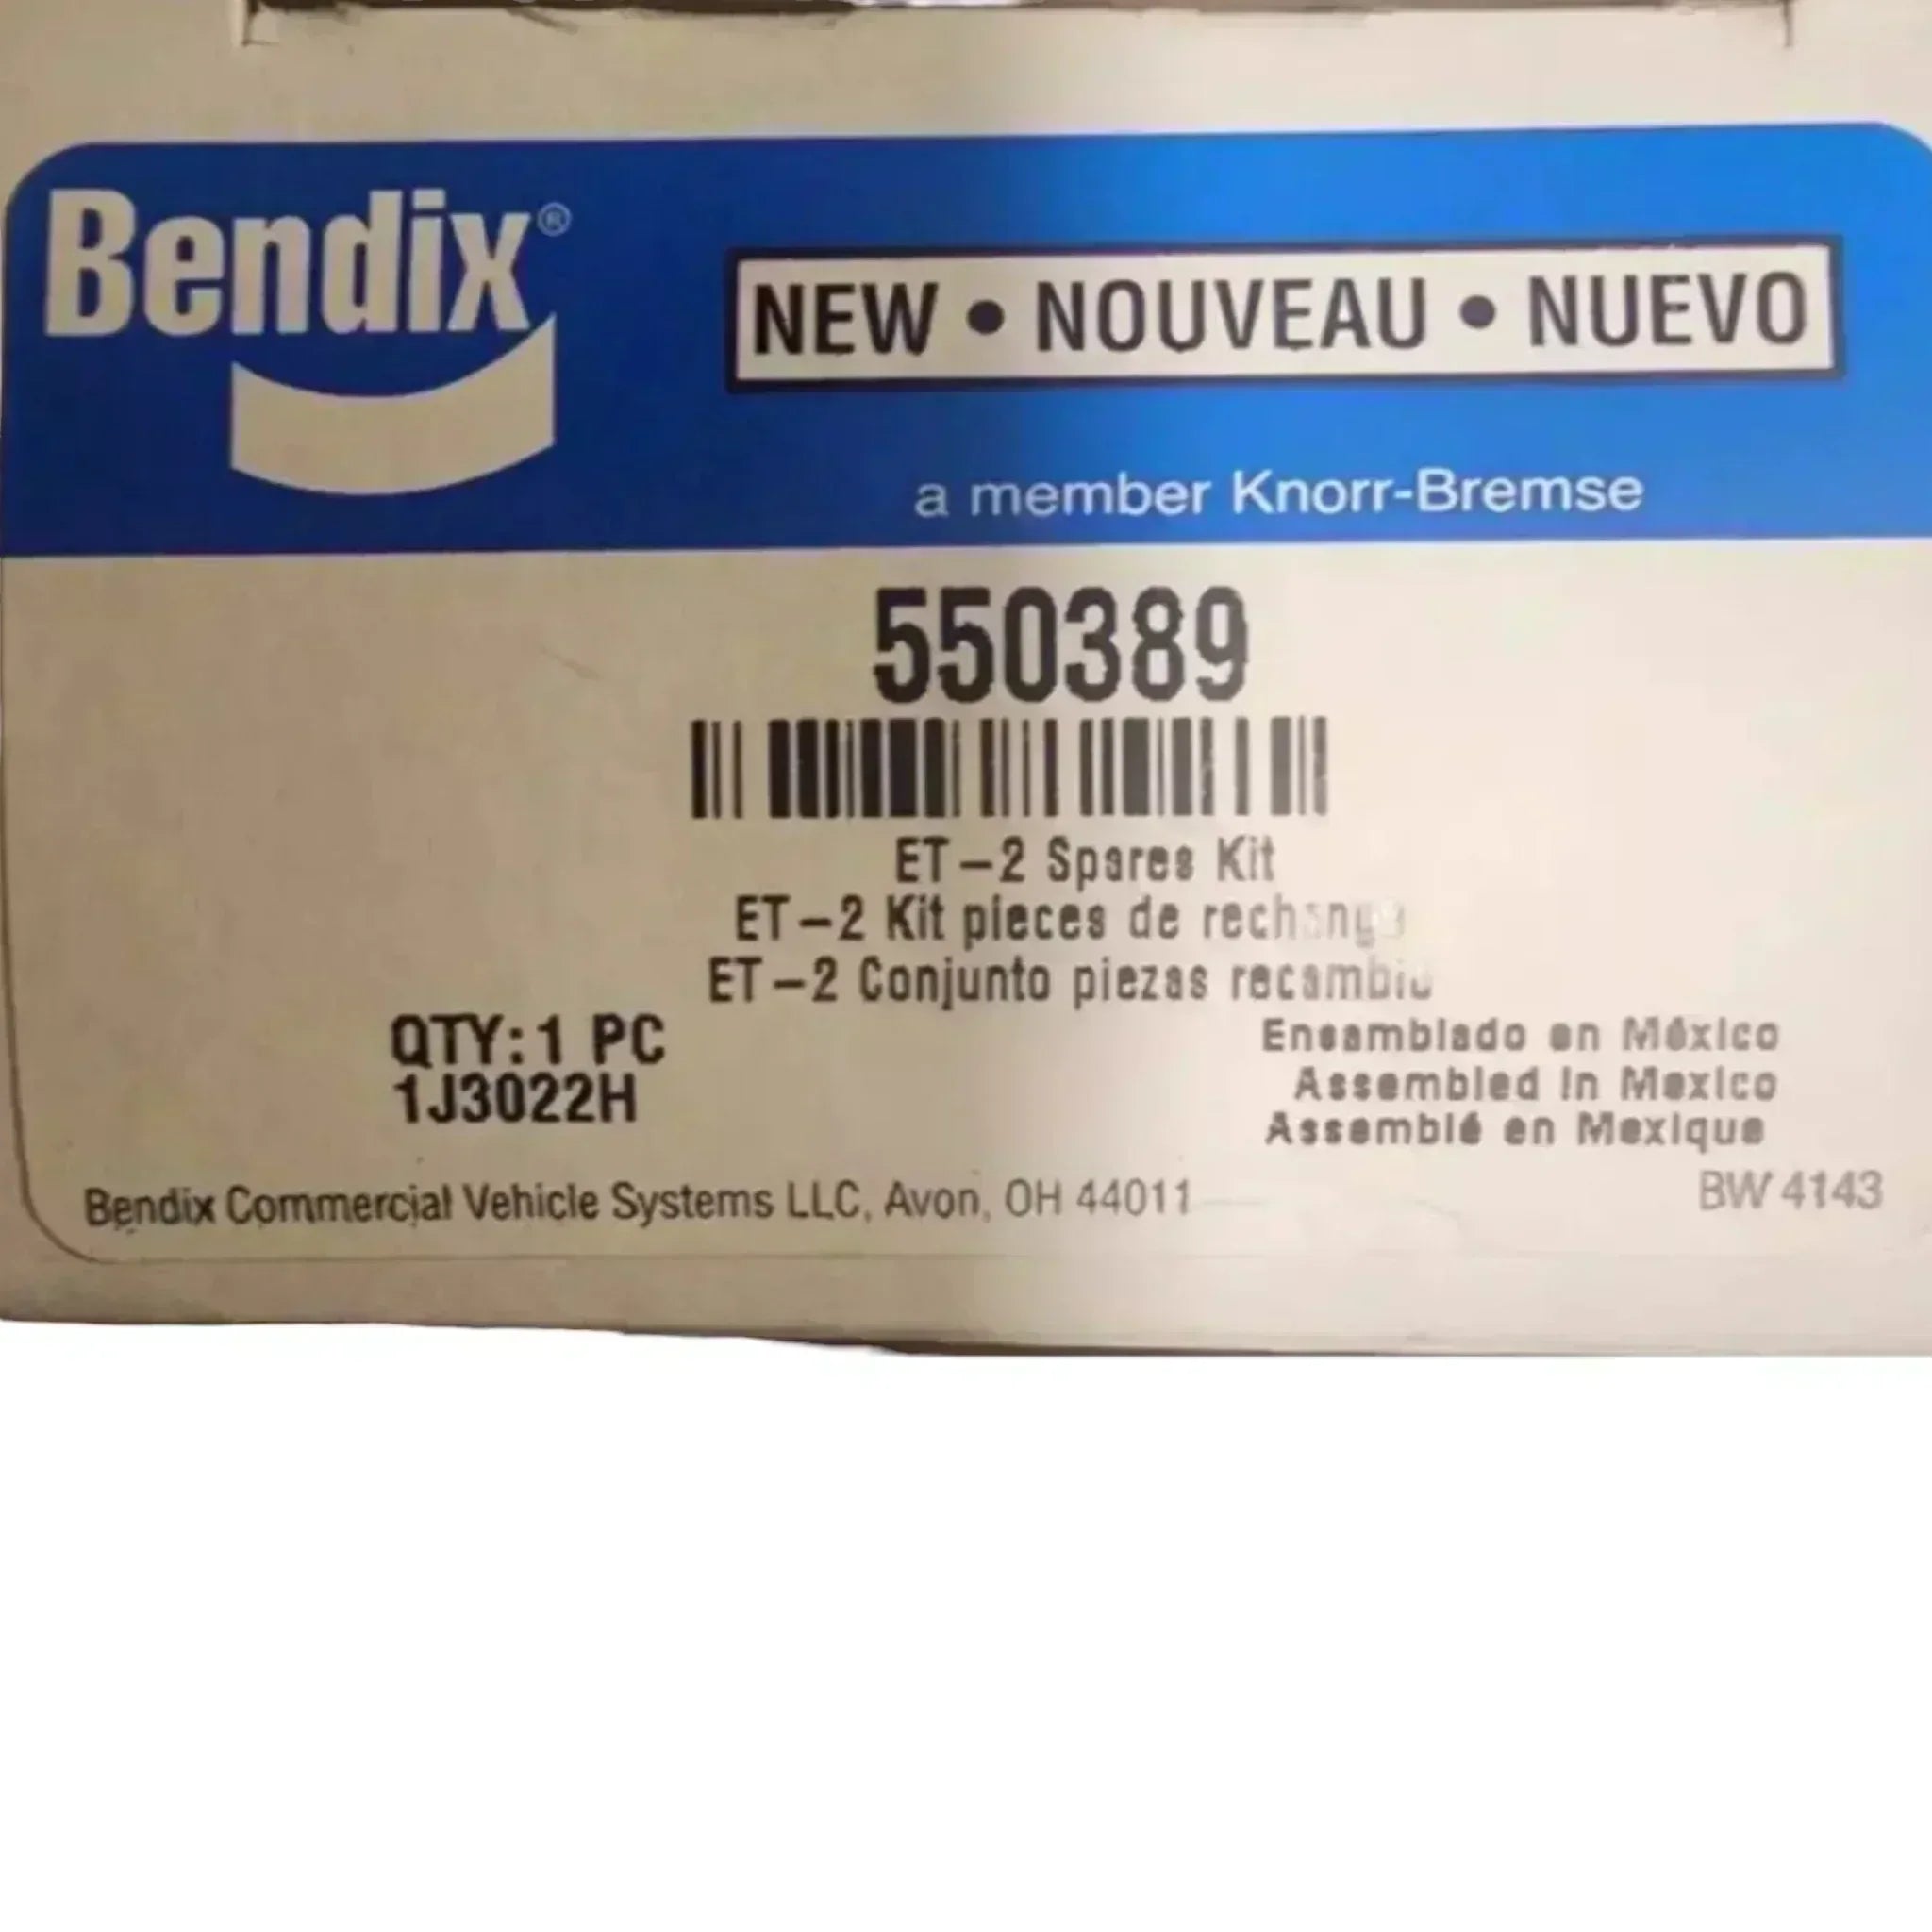 Bendix®
NEW • NOUVEAU • NUEVO
a member Knorr-Bremse
550389
ET-2 Spares Kit
ET-2 Kit pieces de rechange
ET-2 Conjunto piezas recambio
QTY:1 PC
1J3022H
Ensamblado en México
Assembled in Mexico
Assemblé en Mexique
Bendix Commercial Vehicle Systems LLC, Avon, OH 44011
BW 4143